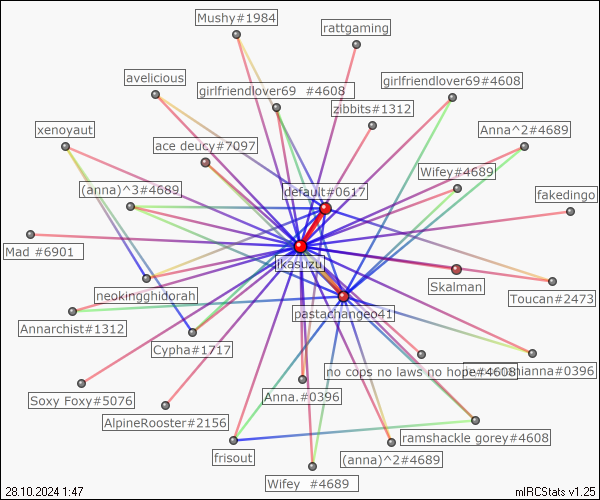 Mushy#1984
rattgaming
avelicious
girlfriendlover69 #4608
girlfriendlover69#4608
zibbits#1312
xenoyaut
Anna^2#4689
ace deucy#7097
Wifey#4689
(anna)^3#4689
default#0617
fakedingo
Mad #6901
jkasuzu
Skalman
neokingghidorah
Toucan#2473
Annarchist#1312
pastachangeo41
Cypha#1717
no cops no laws no hope#4608
anna#0396
Soxy Foxy#5076
Anna.#0396
AlpineRooster#2156
ramshackle gorey#4608
frisout
(anna)^2#4689
Wifey #4689
28.10.2024 1:47
mIRCStats v1.25